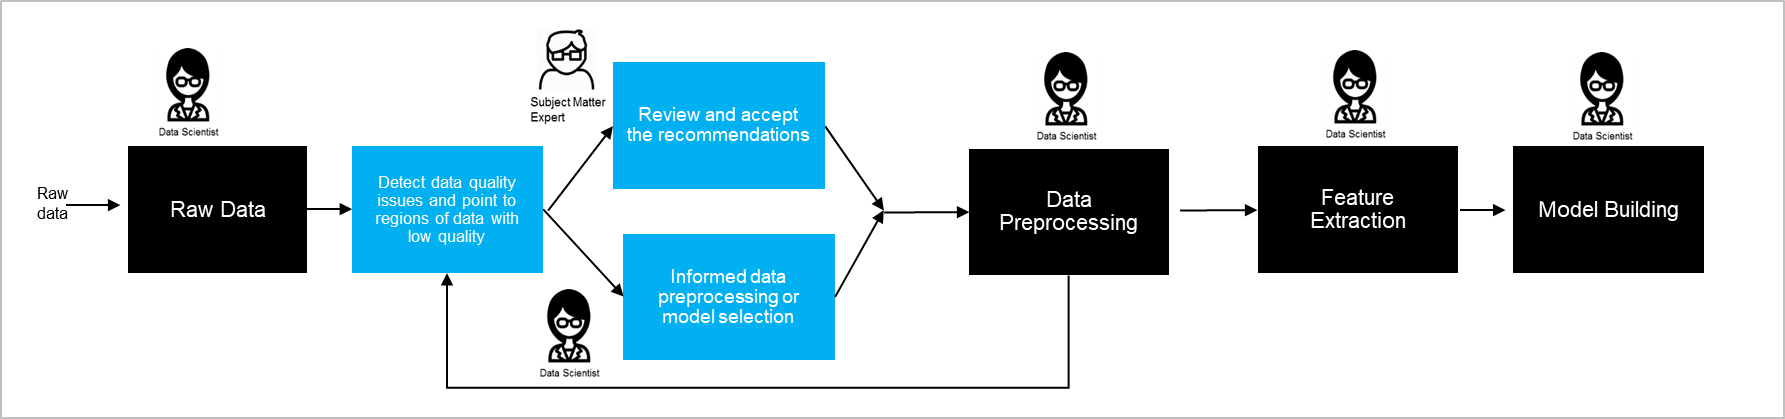 Raw
data
Data Scientist
Raw Data
Detect data quality
issues and point to
regions of data with
low quality
Subject Matter
Expert
Review and accept
the recommendations
Data Scientist
Informed data
preprocessing or
model selection
Data Scientist
Data
Preprocessing
Data Scientist
Feature
Extraction
Data Scientist
Model Building